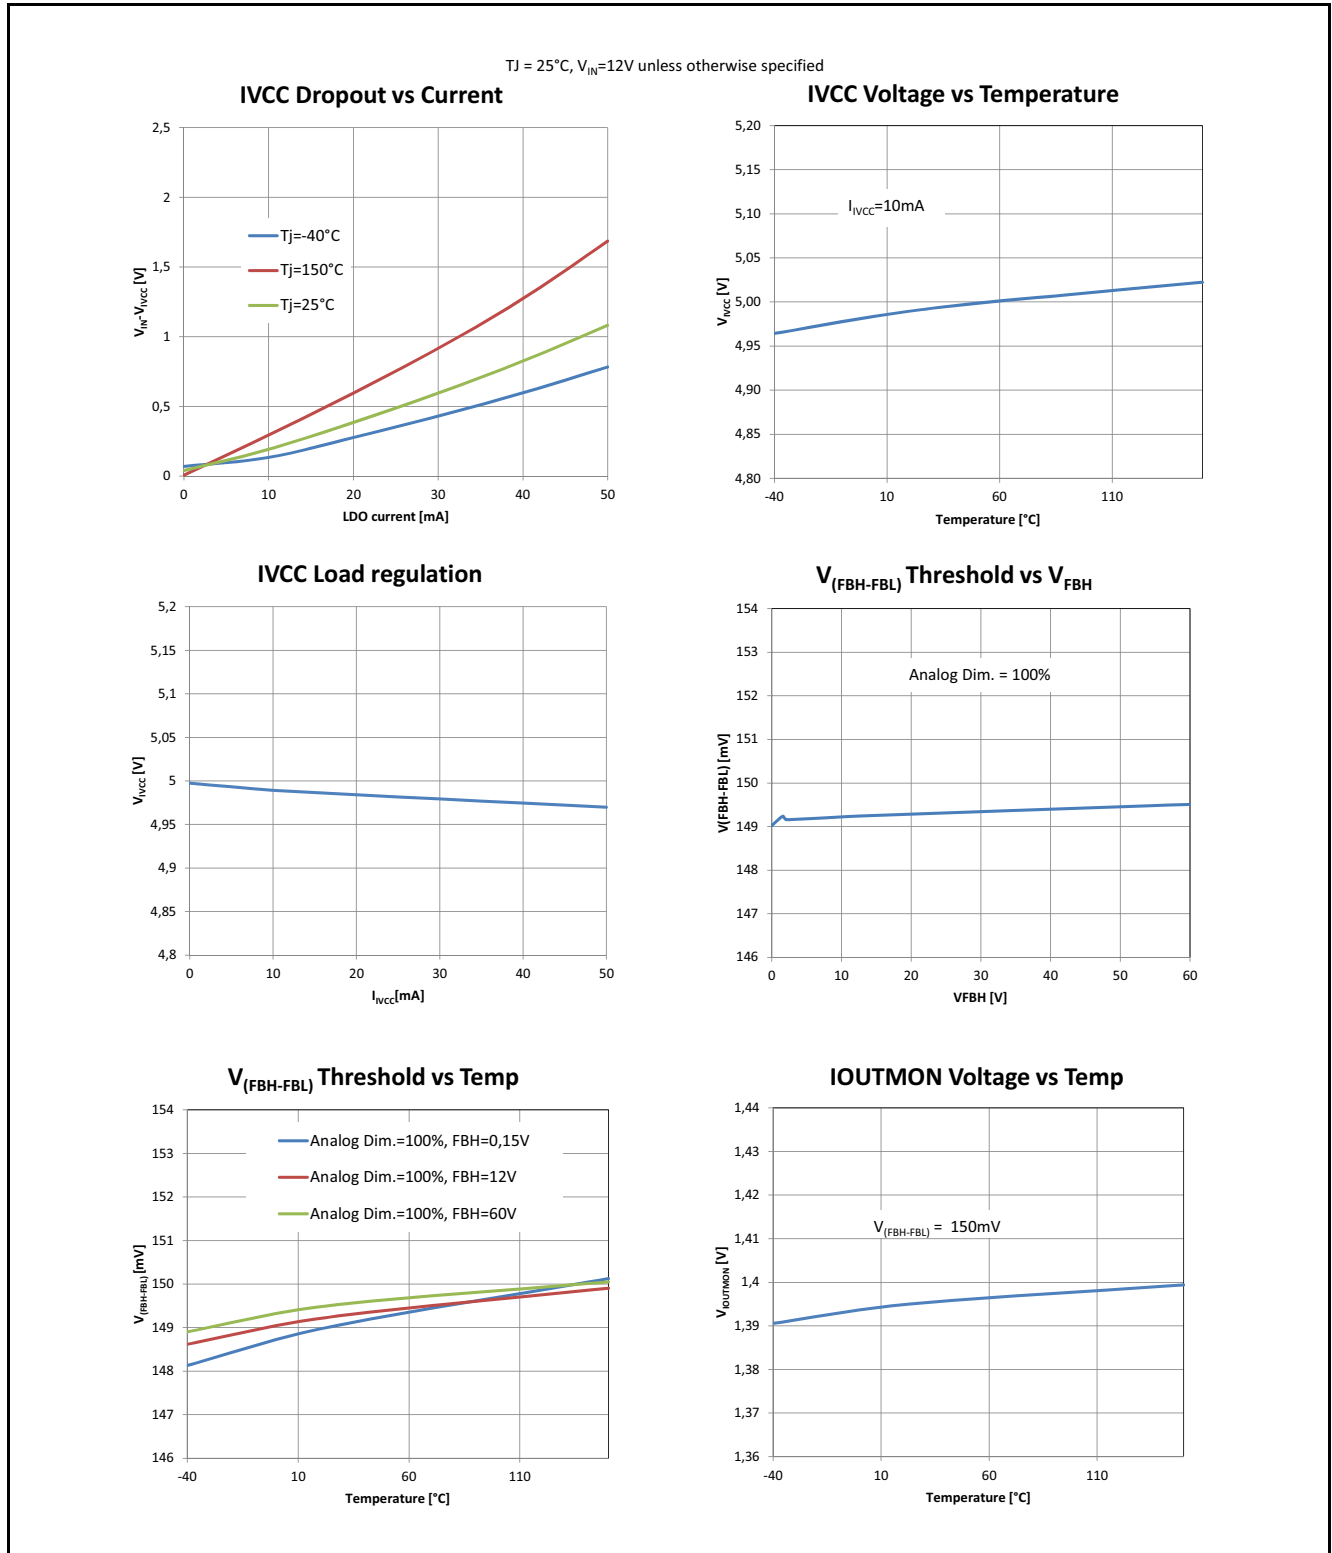 TJ = 25°C, VIN=12V unless otherwise specified
IVCC Dropout vs Current
2,5
2
1,5
1
0,5
0
VIN-VIVCC [V]
Tj=-40°C
Tj=150°C
Tj=25°C
0 10 20 30 40 50
LDO current [mA]
IVCC Voltage vs Temperature
5,20
5,15
5,10
5,05
5,00
4,95
4,90
4,85
4,80
VIVCC [V]
IIVCC=10mA
-40 10 60 110
Temperature [°C]
IVCC Load regulation
5,2
5,15
5,1
5,05
5
4,95
4,9
4,85
4,8
VIVCC [V]
0 10 20 30 40 50
IIVCC[mA]
V(FBH-FBL) Threshold vs VFBH
154
153
152
151
150
149
148
147
146
V(FBH-FBL) [mV]
Analog Dim. = 100%
0 10 20 30 40 50 60
VFBH [V]
V(FBH-FBL) Threshold vs Temp
154
153
152
151
150
149
148
147
146
V(FBH-FBL) [mV]
Analog Dim.=100%, FBH=0,15V
Analog Dim.=100%, FBH=12V
Analog Dim.=100%, FBH=60V
-40 10 60 110
Temperature [°C]
IOUTMON Voltage vs Temp
1,44
1,43
1,42
1,41
1,4
1,39
1,38
1,37
1,36
VIOUTMON [V]
V(FBH-FBL) = 150mV
-40 10 60 110
Temperature [°C]